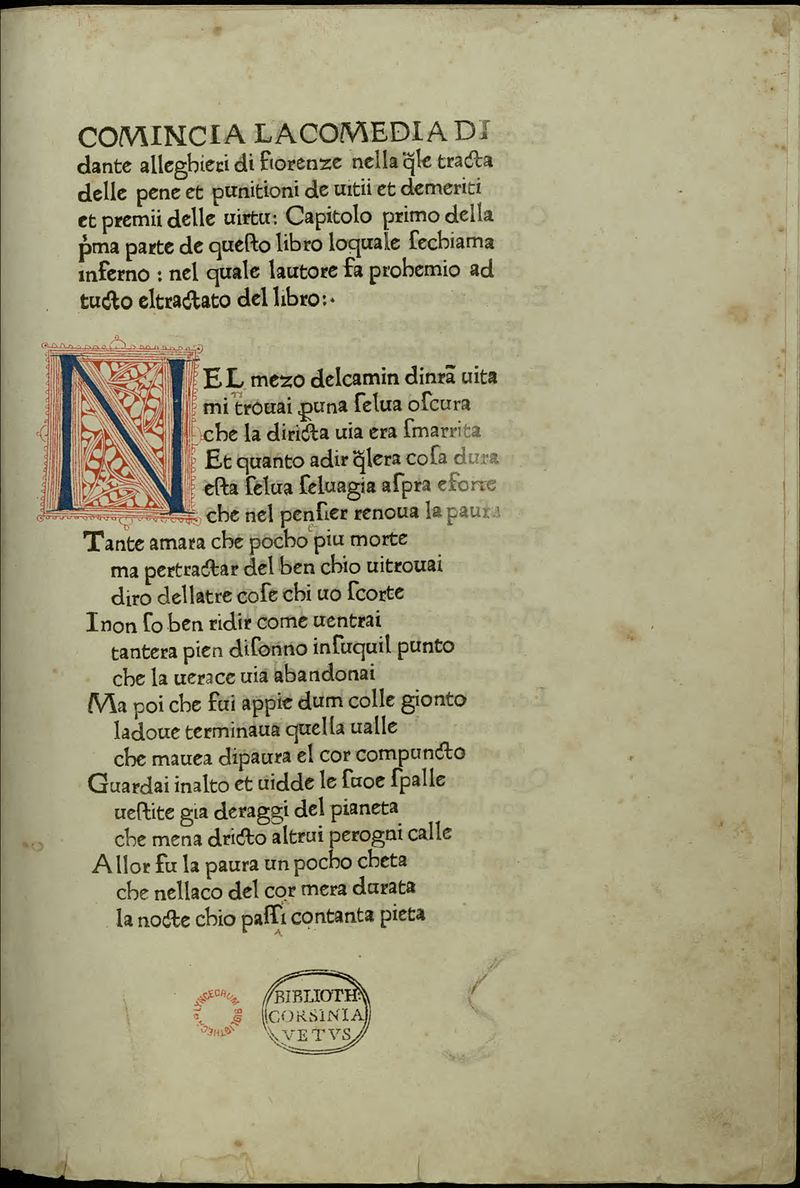 COMINCIA LACOMEDIA DI
dante alleghieri di fiorenze nella q̄le tracta
delle pene et punitioni de uitii et demeriti
et premii delle uirtu: Capitolo primo della
p̄ma parte de queſto libro loquale ſechiama
inferno : nel quale lautore fa prohemio ad
tucto eltractato del libro:·
NEL mezo delcamin dinrā uita
mi trouai ꝓuna ſelua oſcura
che la diricta uia era ſmarrita
Et quanto adir q̄lera coſa dura
eſta ſelua ſeluagia aſpra eforte
che nel penſier renoua la paura
Tante amara che pocho piu morte
ma pertractar del ben chio uitrouai
diro dellatre coſe chi uo ſcorte
Inon ſo ben ridir come uentrai
tantera pien diſonno inſuquil punto
che la uerace uia abandonai
Ma poi che fui appie dum colle gionto
ladoue terminaua quella ualle
che mauea dipaura el cor compuncto
Guardai inalto et uidde le ſuoe ſpalle
ueſtite gia deraggi del pianeta
che mena dricto altrui perogni calle
Allor fu la paura un pocho cheta
che nellaco del cor mera durata
la nocte chio paſſi contanta pieta
BIBLIOTH
CORSINIA
VETVS